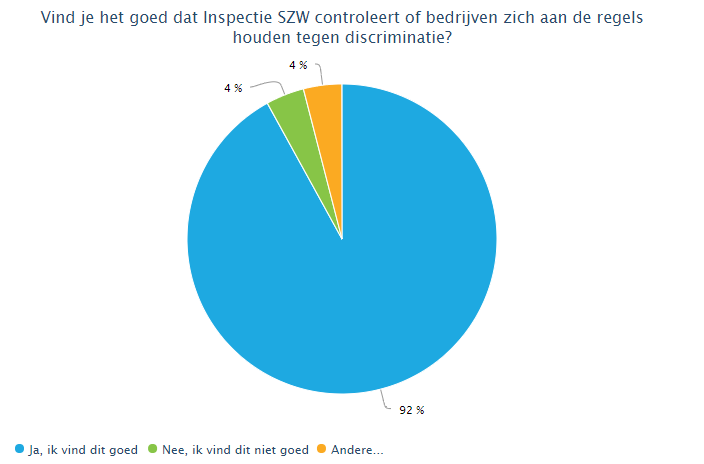 Vind je het goed dat Inspectie SZW controleert of bedrijven zich aan de regels
houden tegen discriminatie?
4 %
4 %
92 %
Ja, ik vind dit goed
Nee, ik vind dit niet goed
Andere...